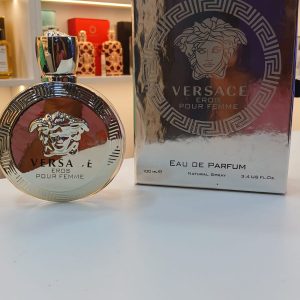 VERSA.E
EROS
POUR FEMME
VERSACE
EROS
POUR FEMME
EAU DE PARFUM
100 ml ℮
NATURAL SPRAY
3.4 US FL.OZ.